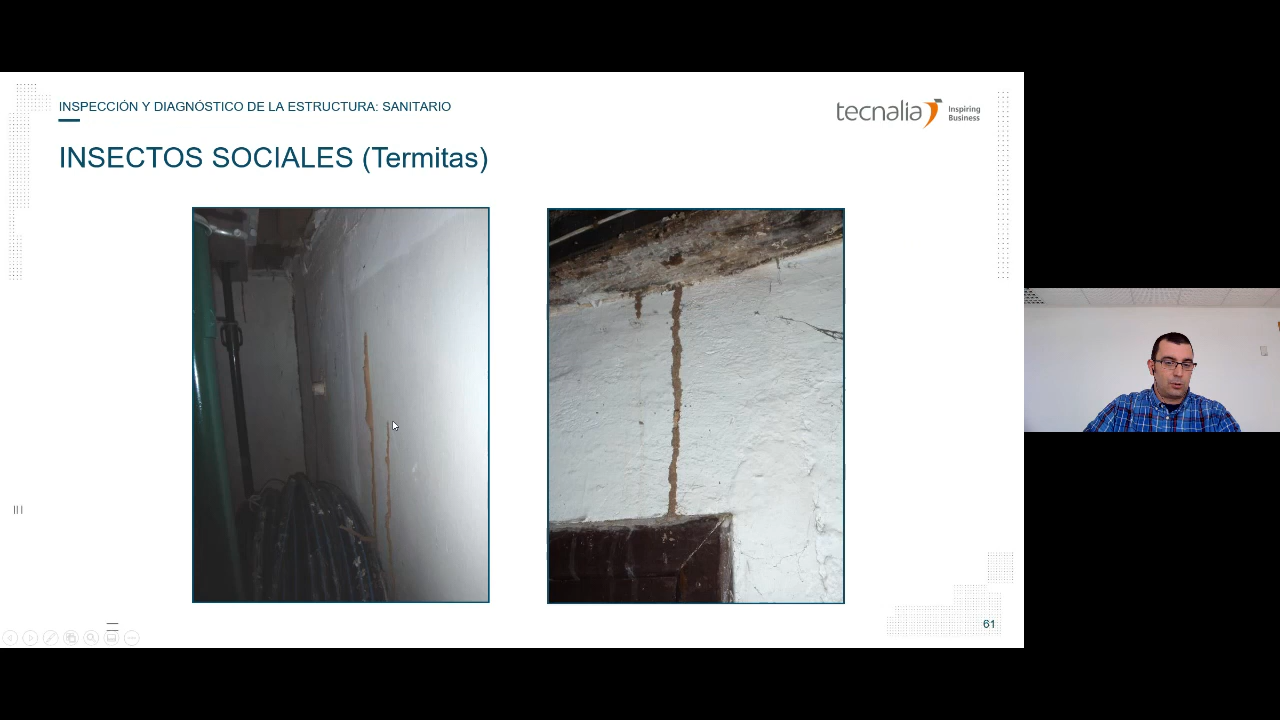 INSPECCIÓN Y DIAGNÓSTICO DE LA ESTRUCTURA: SANITARIO
tecnalia
Inspiring
Business
INSECTOS SOCIALES (Termitas)
61